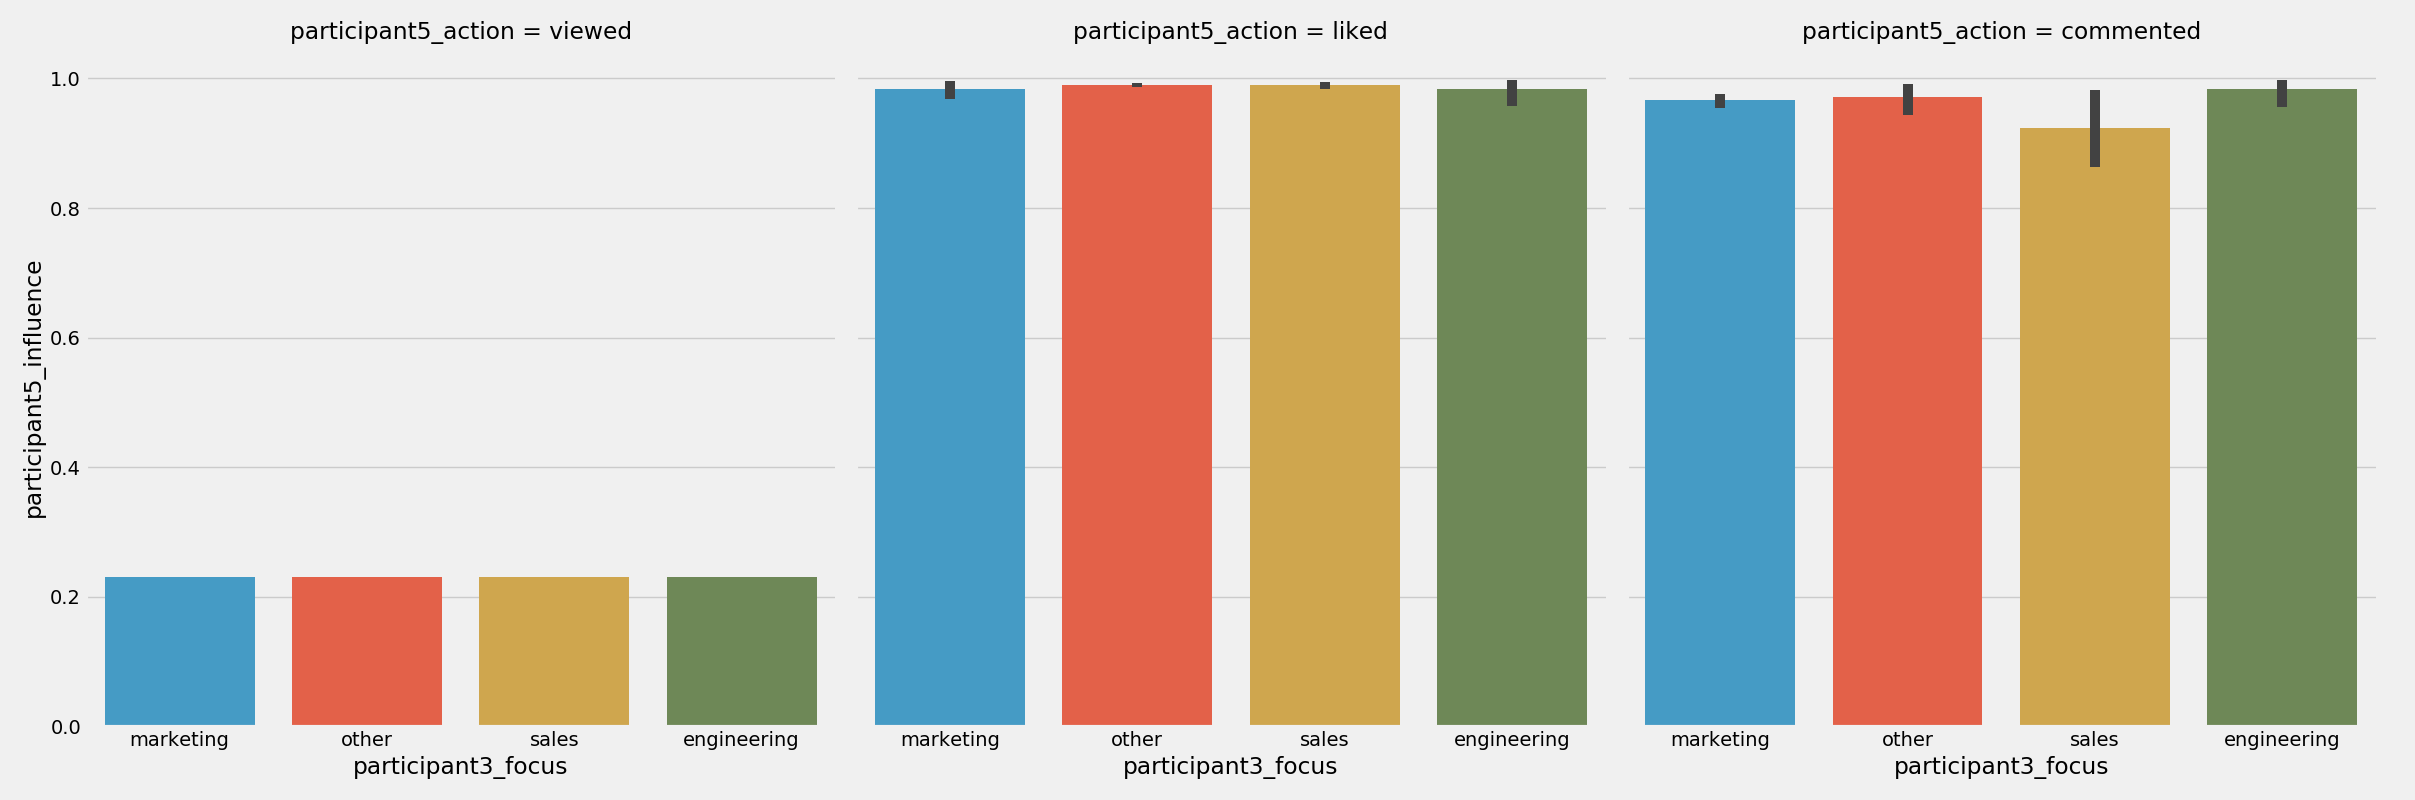 participant5_action = viewed
participant5_action = liked
participant5_action = commented
participant5_influence
1.0
0.8
0.6
0.4
0.2
0.0
marketing other sales engineering
participant3_focus
marketing other sales engineering
participant3_focus
marketing other sales engineering
participant3_focus